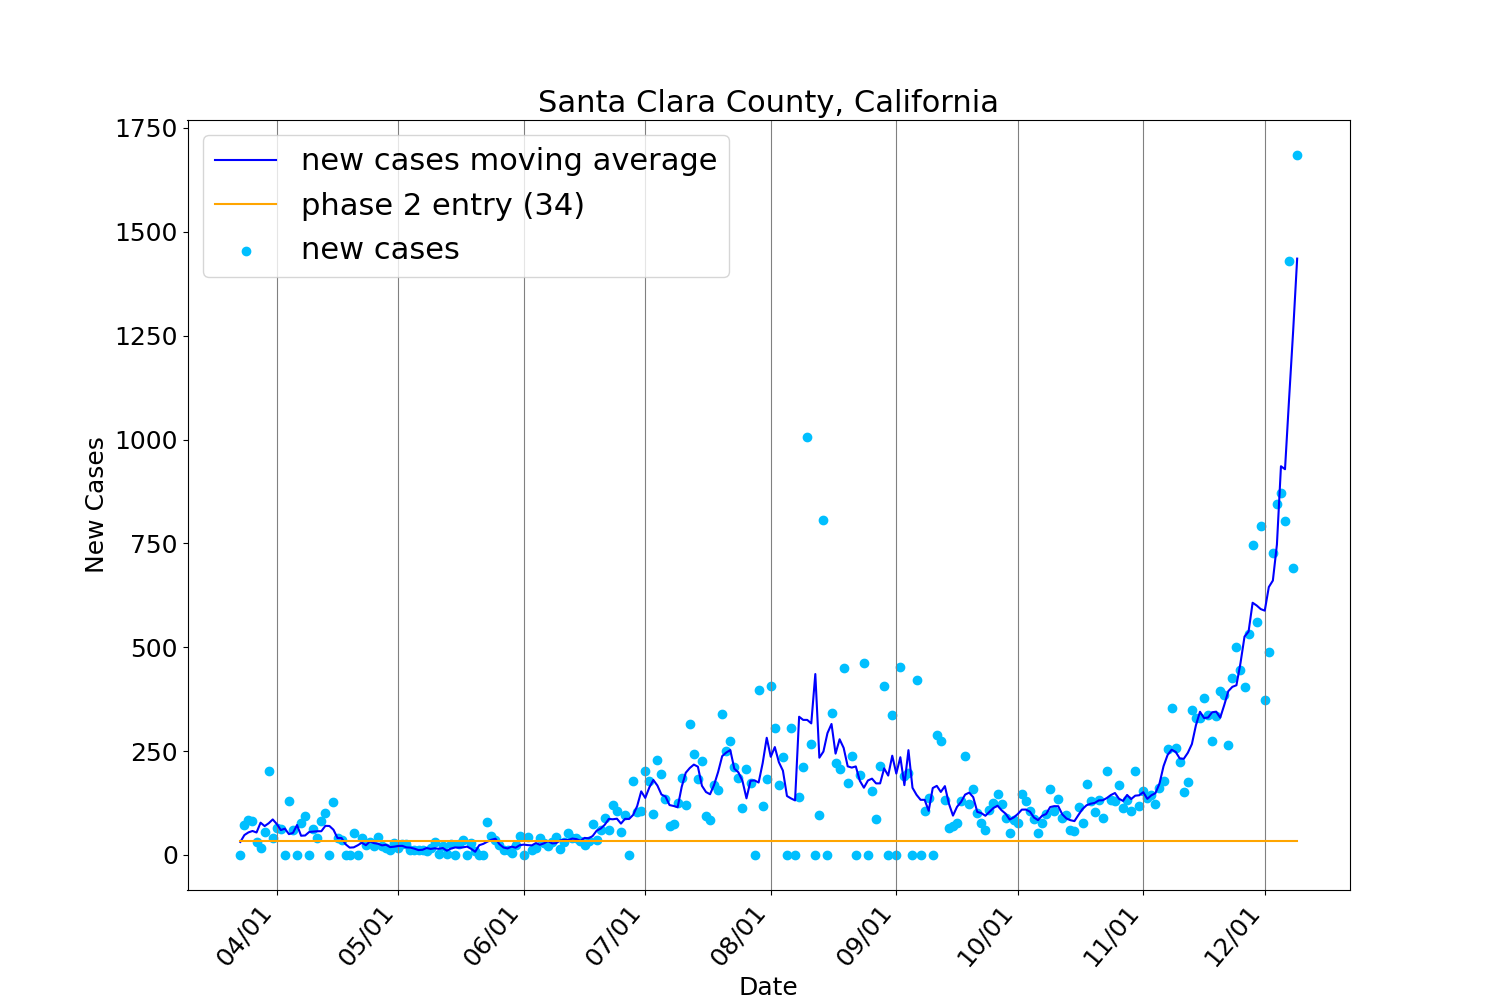 Santa Clara County, California
new cases moving average
phase 2 entry (34)
new cases
1750
1500
1250
1000
750
500
250
0
New Cases
04/01
05/01
06/01
07/01
08/01
09/01
10/01
11/01
12/01
Date